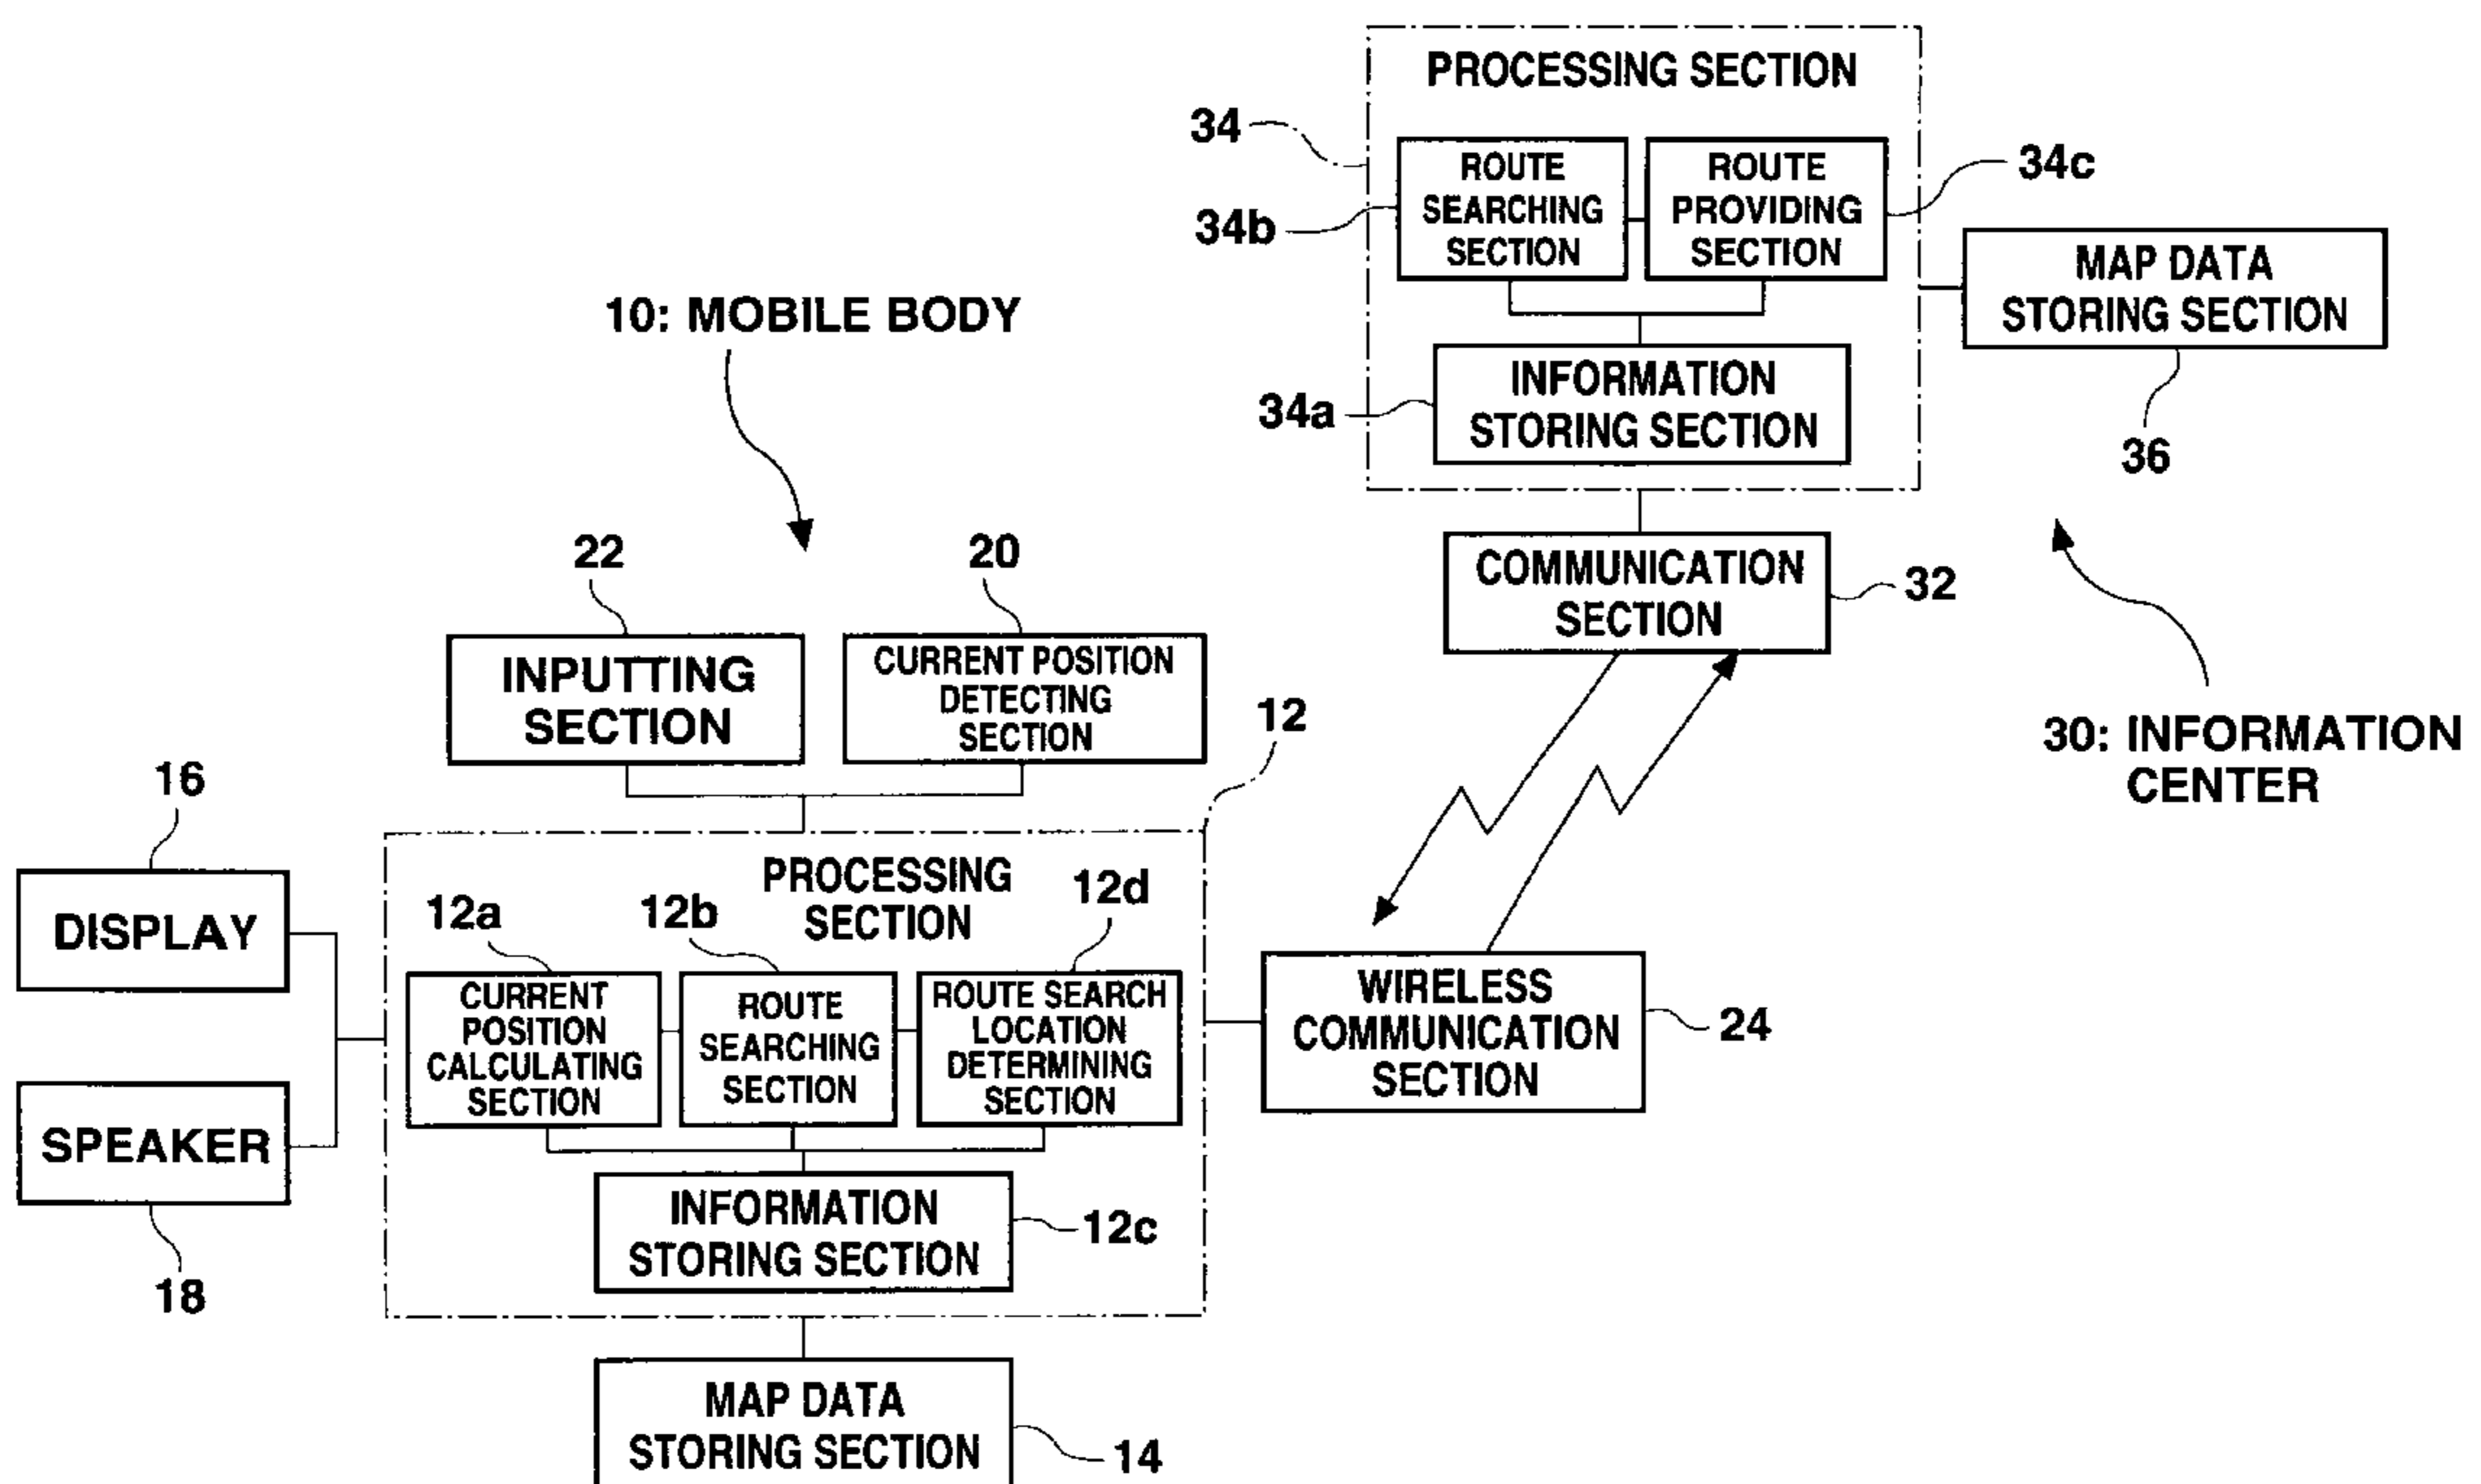 PROCESSING SECTION
34
ROUTE
SEARCHING
SECTION
ROUTE
PROVIDING
SECTION
34c
34b
MAP DATA
STORING SECTION
10: MOBILE BODY
INFORMATION
STORING SECTION
34a
36
22
20
COMMUNICATION
SECTION
32
INPUTTING
SECTION
CURRENT POSITION
DETECTING
SECTION
12
30: INFORMATION
CENTER
16
PROCESSING
SECTION
12a
12b
12d
DISPLAY
CURRENT
POSITION
CALCULATING
SECTION
ROUTE
SEARCHING
SECTION
ROUTE SEARCH
LOCATION
DETERMINING
SECTION
WIRELESS
COMMUNICATION
SECTION
24
SPEAKER
18
INFORMATION
STORING SECTION
12c
MAP DATA
STORING SECTION
14